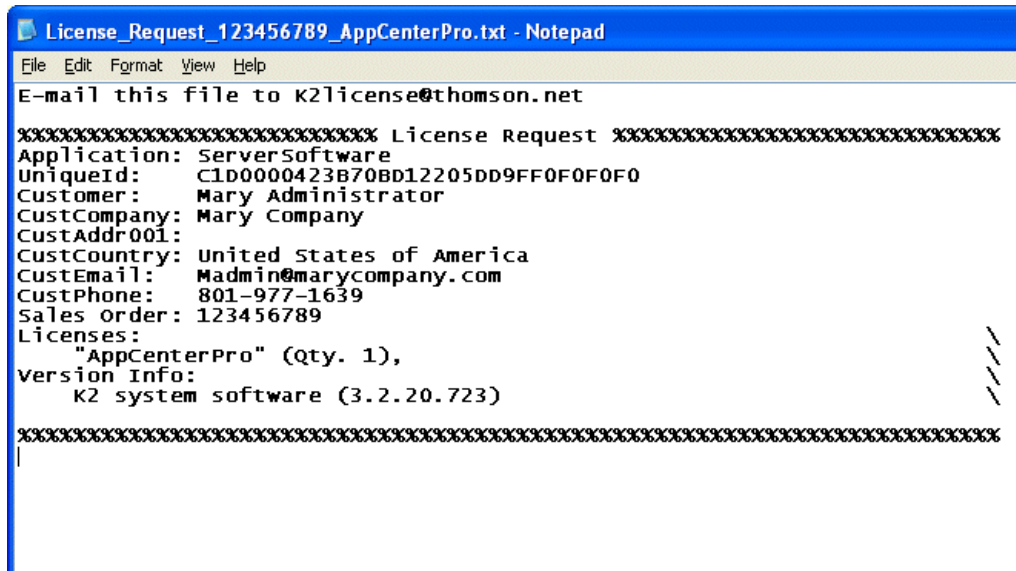 License_Request_123456789_AppCenterPro.txt - Notepad
File Edit Format View Help
E-mail this file to K2license@thomson.net
%%%%%%%%%%%%%%%%%%%%%%%%%% License Request %%%%%%%%%%%%%%%%%%%%%%%%%%%%
Application: ServerSoftware
UniqueId: C1D0000423B70BD12205DD9FF0F0F0F0
Customer: Mary Administrator
CustCompany: Mary Company
CustAddr001:
CustCountry: United States of America
CustEmail: Madmin@marycompany.com
CustPhone: 801-977-1639
Sales Order: 123456789
Licenses: \
"AppCenterPro" (Qty. 1), \
Version Info: \
K2 system software (3.2.20.723) \
%%%%%%%%%%%%%%%%%%%%%%%%%%%%%%%%%%%%%%%%%%%%%%%%%%%%%%%%%%%%%%%%%%%%%%%